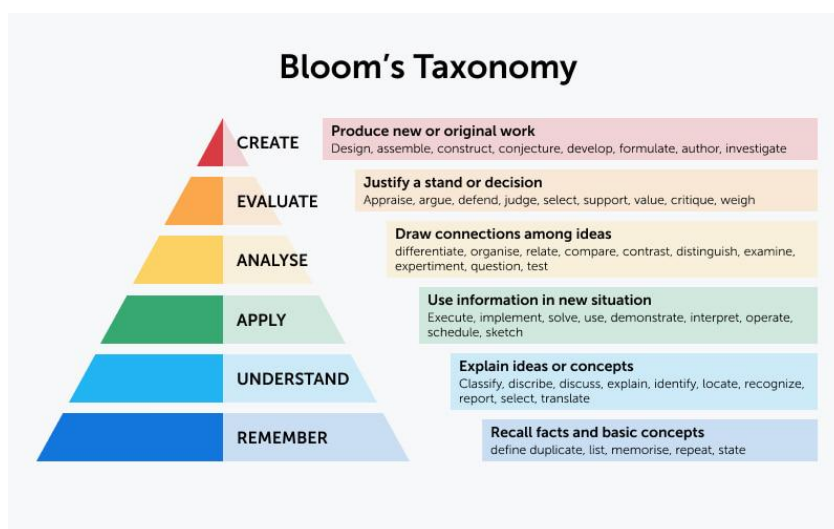 Bloom's Taxonomy
CREATE
Produce new or original work
Design, assemble, construct, conjecture, develop, formulate, author, investigate
EVALUATE
Justify a stand or decision
Appraise, argue, defend, judge, select, support, value, critique, weigh
ANALYSE
Draw connections among ideas
differentiate, organise, relate, compare, contrast, distinguish, examine,
expertiment, question, test
APPLY
Use information in new situation
Execute, implement, solve, use, demonstrate, interpret, operate,
schedule, sketch
UNDERSTAND
Explain ideas or concepts
Classify, discribe, discuss, explain, identify, locate, recognize,
report, select, translate
REMEMBER
Recall facts and basic concepts
define duplicate, list, memorise, repeat, state